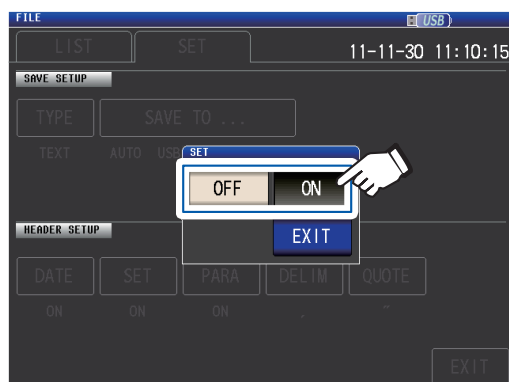 FILE
USB
LIST SET 11-11-30 11:10:15
SAVE SETUP
TYPE SAVE TO ...
TEXT AUTO USB
SET
OFF ON
EXIT
HEADER SETUP
DATE SET PARA DELIM QUOTE
ON ON ON . "
EXIT